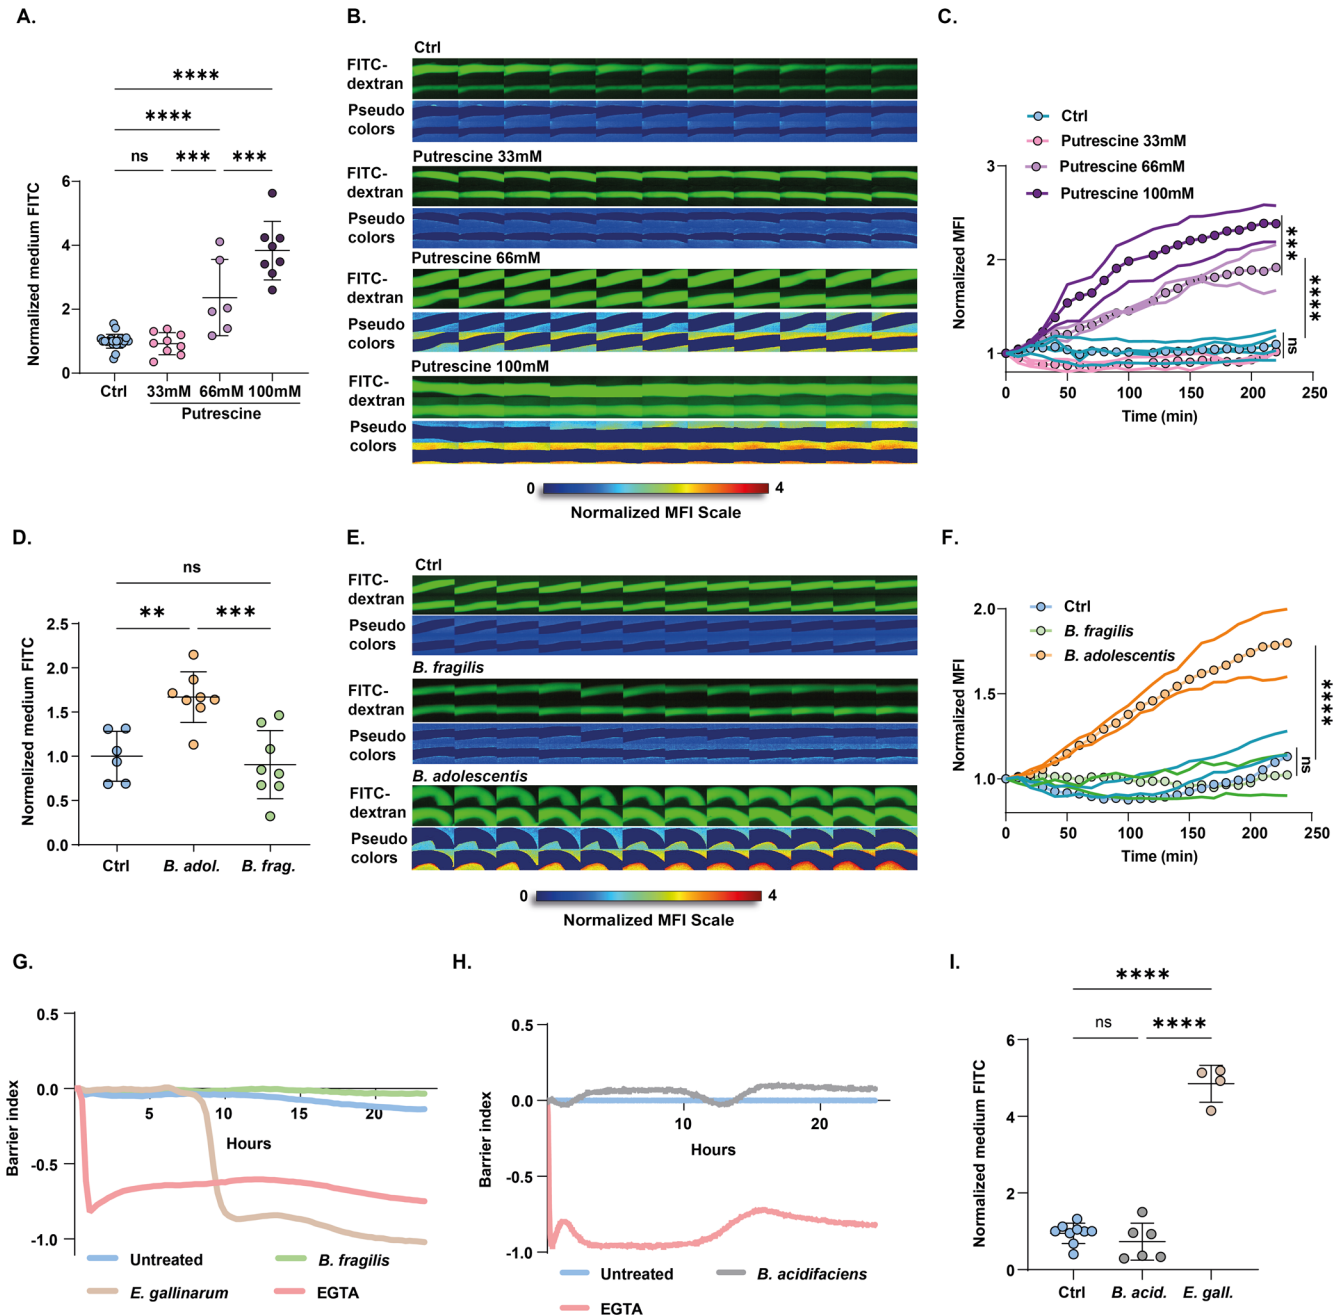 A.
****
****
ns *** ***
Normalized medium FITC
6
4
2
0
Ctrl 33mM 66mM 100mM
Putrescine
B.
Ctrl
FITC-
dextran
Pseudo
colors
Putrescine 33mM
FITC-
dextran
Pseudo
colors
Putrescine 66mM
FITC-
dextran
Pseudo
colors
Putrescine 100mM
FITC-
dextran
Pseudo
colors
0 4
Normalized MFI Scale
C.
Ctrl
Putrescine 33mM
Putrescine 66mM
Putrescine 100mM
Normalized MFI
3
2
1
0 50 100 150 200 250
Time (min)
***
****
ns
D.
ns
** ***
Normelized medium FITC
2.5
2.0
1.5
1.0
0.5
0.0
Ctrl B. adol. B. frag.
E.
Ctrl
FITC-
dextran
Pseudo
colors
B. fragilis
FITC-
dextran
Pseudo
colors
B. adolescentis
FITC-
dextran
Pseudo
colors
0 4
Normalized MFI Scale
F.
Ctrl
B. fragilis
B. adolescentis
Normalized MFI
2.0
1.5
1.0
0 50 100 150 200 250
Time (min)
****
ns
G.
Barrier index
0.5
0.0
-0.5
-1.0
5 10 15 20
Hours
Untreated B. fragilis
E. gallinarum EGTA
H.
Barrier index
0.5
0.0
-0.5
-1.0
10 20
Hours
Untreated B. acidifaciens
EGTA
I.
****
ns ****
Normalized medium FITC
6
4
2
0
Ctrl B. acid. E. gall.